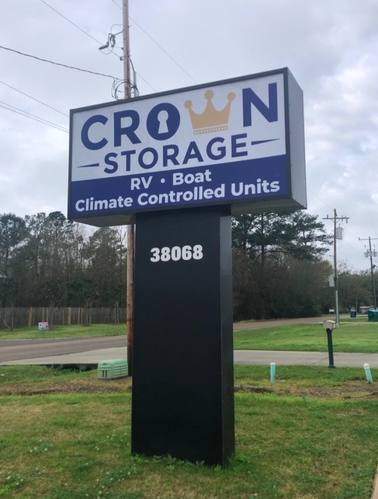 CROWN
STORAGE
RV • Boat
Climate Controlled Units
38068